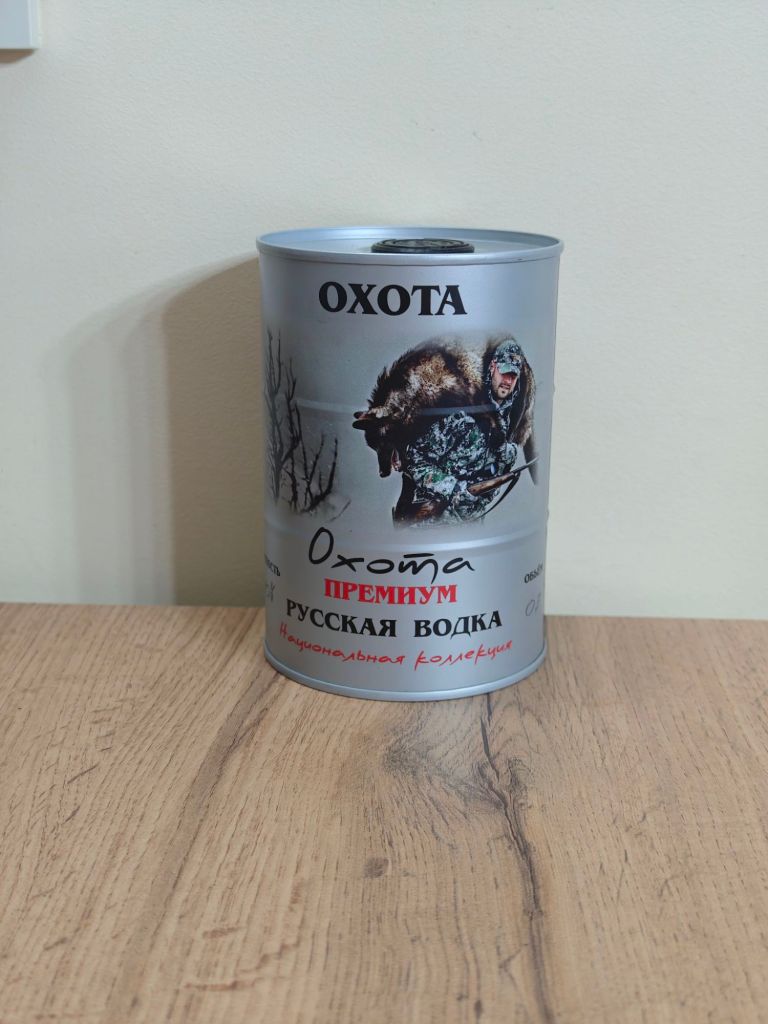 ОХОТА
Охота
ПРЕМИУМ
РУССКАЯ ВОДКА
Национальная коллекция